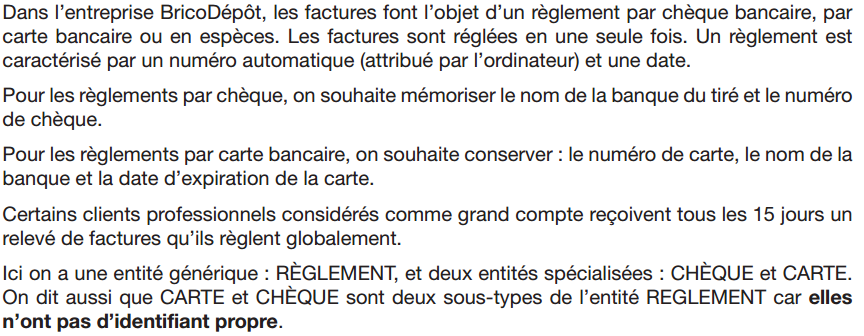 Dans l’entreprise BricoDépôt, les factures font l’objet d’un règlement par chèque bancaire, par
carte bancaire ou en espèces. Les factures sont réglées en une seule fois. Un règlement est
caractérisé par un numéro automatique (attribué par l’ordinateur) et une date.
Pour les règlements par chèque, on souhaite mémoriser le nom de la banque du tiré et le numéro
de chèque.
Pour les règlements par carte bancaire, on souhaite conserver : le numéro de carte, le nom de la
banque et la date d’expiration de la carte.
Certains clients professionnels considérés comme grand compte reçoivent tous les 15 jours un
relevé de factures qu’ils règlent globalement.
Ici on a une entité générique : RÈGLEMENT, et deux entités spécialisées : CHÈQUE et CARTE.
On dit aussi que CARTE et CHÈQUE sont deux sous-types de l’entité REGLEMENT car elles
n’ont pas d’identifiant propre.